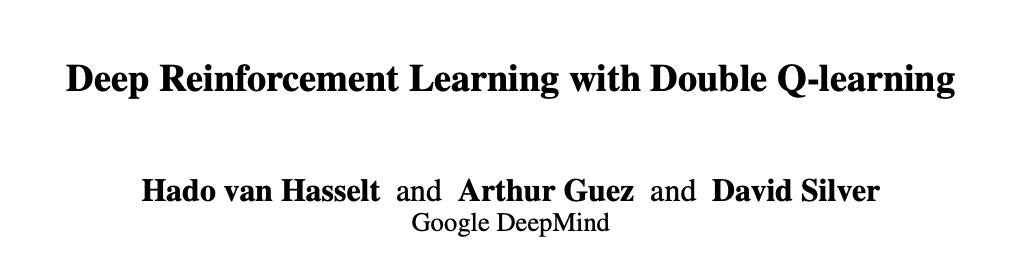 Deep Reinforcement Learning with Double Q-learning
Hado van Hasselt and Arthur Guez and David Silver
Google DeepMind